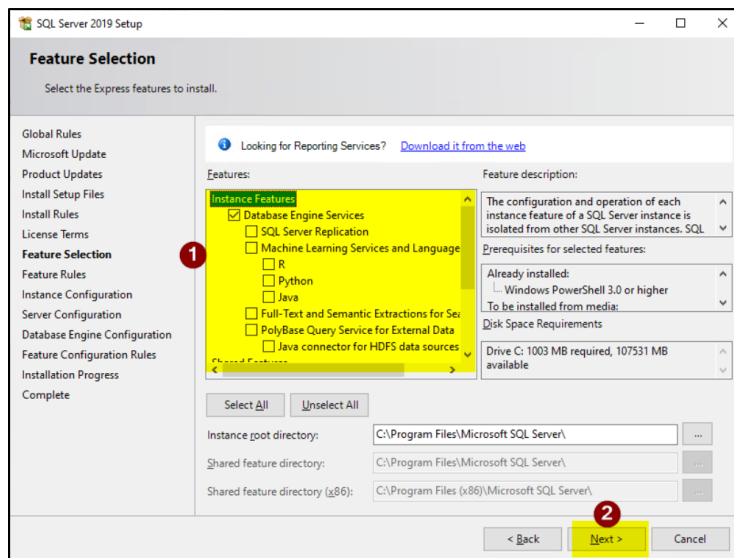 SQL Server 2019 Setup
Feature Selection
Select the Express features to install.
Global Rules
Microsoft Update
Product Updates
Install Setup Files
Install Rules
License Terms
Feature Selection
Feature Rules
Instance Configuration
Server Configuration
Database Engine Configuration
Feature Configuration Rules
Installation Progress
Complete
Looking for Reporting Services? Download it from the web
Features:
Instance Features
Database Engine Services
SQL Server Replication
Machine Learning Services and Language
R
Python
Java
Full-Text and Semantic Extractions for Sea
PolyBase Query Service for External Data
Java connector for HDFS data sources
Shared Features
1
Feature description:
The configuration and operation of each
instance feature of a SQL Server instance is
isolated from other SQL Server instances. SQL
Prerequisites for selected features:
Already installed:
Windows PowerShell 3.0 or higher
To be installed from media:
Disk Space Requirements
Drive C: 1003 MB required, 107531 MB
available
Select All Unselect All
Instance root directory: C:\Program Files\Microsoft SQL Server\ ...
Shared feature directory: C:\Program Files\Microsoft SQL Server\ ...
Shared feature directory (x86): C:\Program Files (x86)\Microsoft SQL Server\ ...
2
< Back Next > Cancel